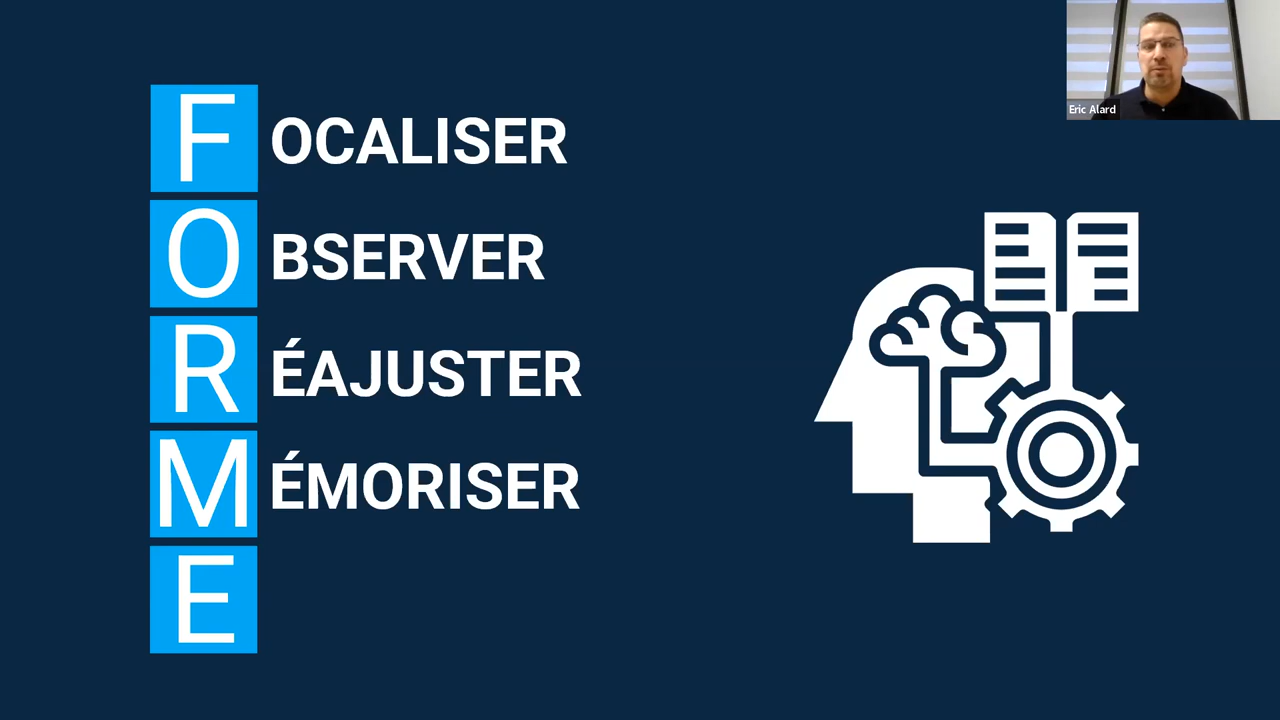 FOCALISER
OBSERVER
RÉAJUSTER
MÉMORISER
E
Eric Alard